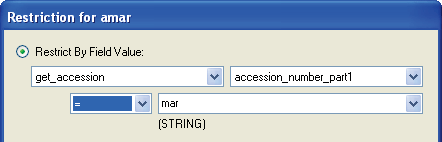 Restriction for amar
Restrict By Field Value:
get_accession accession_number_part1
= mar
(STRING)